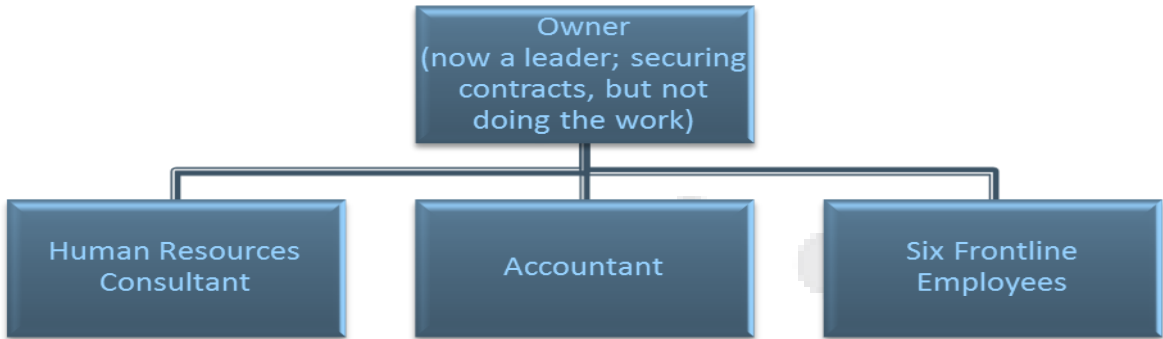 Owner
(now a leader; securing
contracts, but not
doing the work)
Human Resources
Consultant
Accountant
Six Frontline
Employees